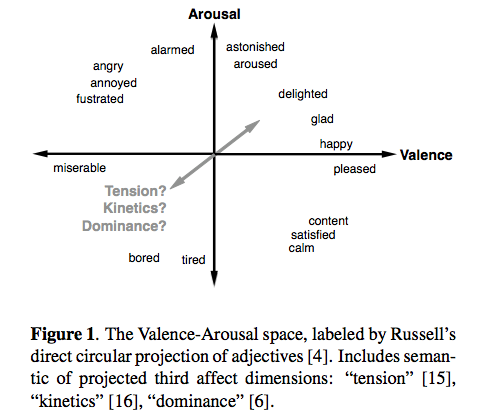 Arousal
alarmed
astonished
aroused
angry
annoyed
fustrated
delighted
glad
happy
Valence
miserable
pleased
Tension?
Kinetics?
Dominance?
content
satisfied
calm
bored
tired
Figure 1. The Valence-Arousal space, labeled by Russell’s
direct circular projection of adjectives [4]. Includes seman-
tic of projected third affect dimensions: “tension” [15],
“kinetics” [16], “dominance” [6].